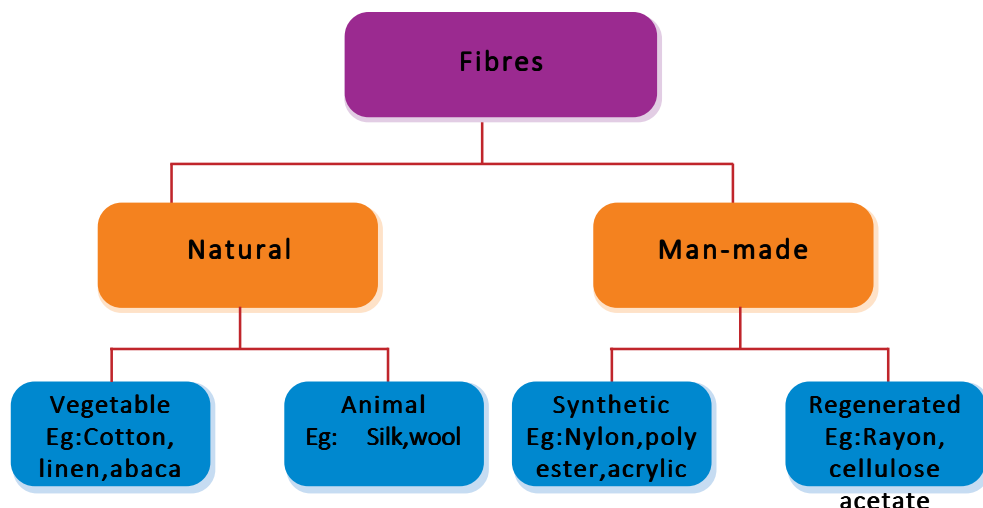 Fibres
Natural
Man-made
Vegetable
Eg:Cotton,
linen,abaca
Animal
Eg: Silk,wool
Synthetic
Eg:Nylon,poly
ester,acrylic
Regenerated
Eg:Rayon,
cellulose
acetate